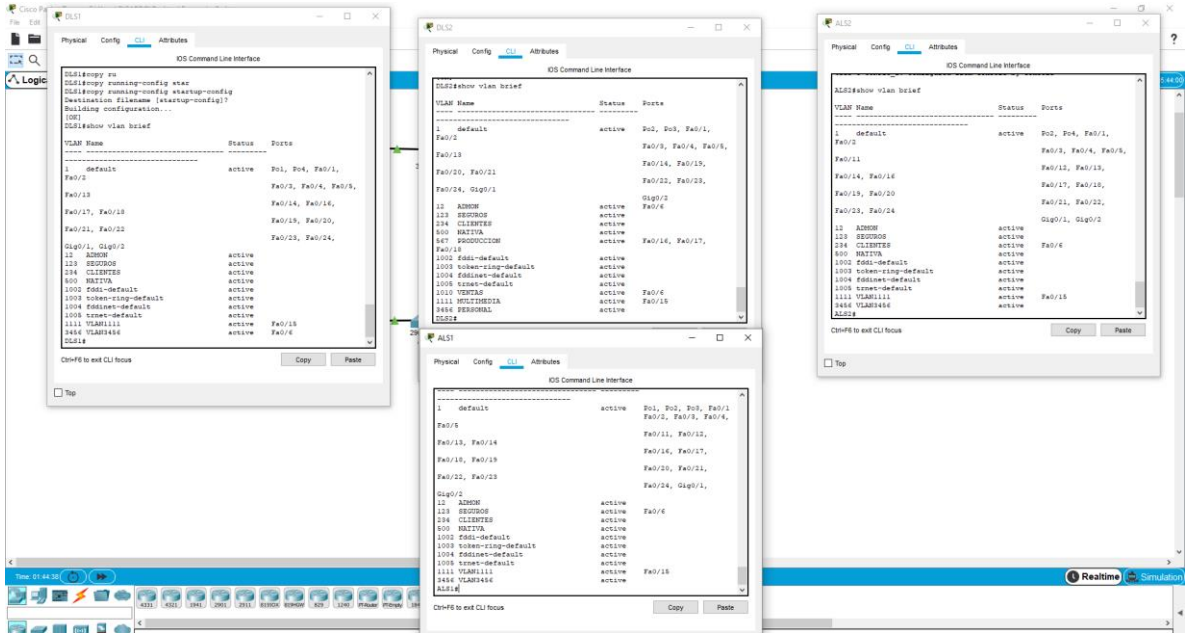 Cisco Pa
File Edit
Logic
DLS1
Physical Config CLI Attributes
IOS Command Line Interface
DLS1#copy ru
DLS1#copy running-config star
DLS1#copy running-config startup-config
Destination filename [startup-config]?
Building configuration...
[OK]
DLS1#show vlan brief
VLAN Name Status Ports
1 default active Po1, Po4, Fa0/1,
Fa0/2
Fa0/3, Fa0/4, Fa0/5,
Fa0/13
Fa0/14, Fa0/16,
Fa0/17, Fa0/18
Fa0/19, Fa0/20,
Fa0/21, Fa0/22
Fa0/23, Fa0/24,
Gig0/1, Gig0/2
12 ADMON active
123 SEGUROS active
234 CLIENTES active
500 NATIVA active
1002 fddi-default active
1003 token-ring-default active
1004 fddinet-default active
1005 trnet-default active
1111 VLAN1111 active Fa0/15
3456 VLAN3456 active Fa0/6
DLS1#
Ctrl+F6 to exit CLI focus
Copy Paste
Top
DLS2
Physical Config CLI Attributes
IOS Command Line Interface
DLS2#show vlan brief
VLAN Name Status Ports
1 default active Po2, Po3, Fa0/1,
Fa0/2
Fa0/3, Fa0/4, Fa0/5,
Fa0/13
Fa0/14, Fa0/19,
Fa0/20, Fa0/21
Fa0/22, Fa0/23,
Fa0/24, Gig0/1
Gig0/2
12 ADMON active Fa0/6
123 SEGUROS active
234 CLIENTES active
500 NATIVA active
567 PRODUCCION active Fa0/16, Fa0/17,
Fa0/18
1002 fddi-default active
1003 token-ring-default active
1004 fddinet-default active
1005 trnet-default active
1010 VENTAS active Fa0/6
1111 MULTIMEDIA active Fa0/15
3456 PERSONAL active
DLS2#
ALS1
Physical Config CLI Attributes
IOS Command Line Interface
1 default active Po1, Po2, Po3, Fa0/1
Fa0/2, Fa0/3, Fa0/4,
Fa0/5
Fa0/11, Fa0/12,
Fa0/13, Fa0/14
Fa0/16, Fa0/17,
Fa0/18, Fa0/19
Fa0/20, Fa0/21,
Fa0/22, Fa0/23
Fa0/24, Gig0/1,
Gig0/2
12 ADMON active
123 SEGUROS active Fa0/6
234 CLIENTES active
500 NATIVA active
1002 fddi-default active
1003 token-ring-default active
1004 fddinet-default active
1005 trnet-default active
1111 VLAN1111 active Fa0/15
3456 VLAN3456 active
ALS1#
Ctrl+F6 to exit CLI focus
Copy Paste
ALS2
Physical Config CLI Attributes
IOS Command Line Interface
ALS2#show vlan brief
VLAN Name Status Ports
1 default active Po2, Po4, Fa0/1,
Fa0/2
Fa0/3, Fa0/4, Fa0/5,
Fa0/11
Fa0/12, Fa0/13,
Fa0/14, Fa0/16
Fa0/17, Fa0/18,
Fa0/19, Fa0/20
Fa0/21, Fa0/22,
Fa0/23, Fa0/24
Gig0/1, Gig0/2
12 ADMON active
123 SEGUROS active
234 CLIENTES active Fa0/6
500 NATIVA active
1002 fddi-default active
1003 token-ring-default active
1004 fddinet-default active
1005 trnet-default active
1111 VLAN1111 active Fa0/15
3456 VLAN3456 active
ALS2#
Ctrl+F6 to exit CLI focus
Copy Paste
Top
Time: 01:44:38
Realtime Simulation
4331 4321 1941 2901 2911 819IOX 819HGW 829 1240 PT-Router PT-Empty